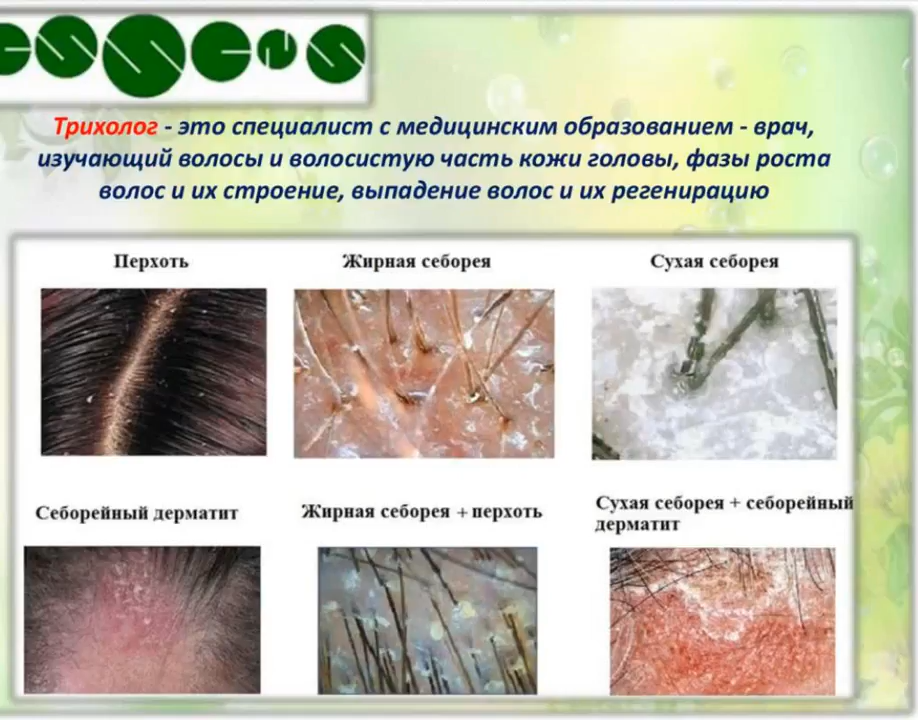 Трихолог - это специалист с медицинским образованием - врач,
изучающий волосы и волосистую часть кожи головы, фазы роста
волос и их строение, выпадение волос и их регенирацию
Перхоть
Жирная себорея
Сухая себорея
Себорейный дерматит
Жирная себорея + перхоть
Сухая себорея + себорейный
дерматит